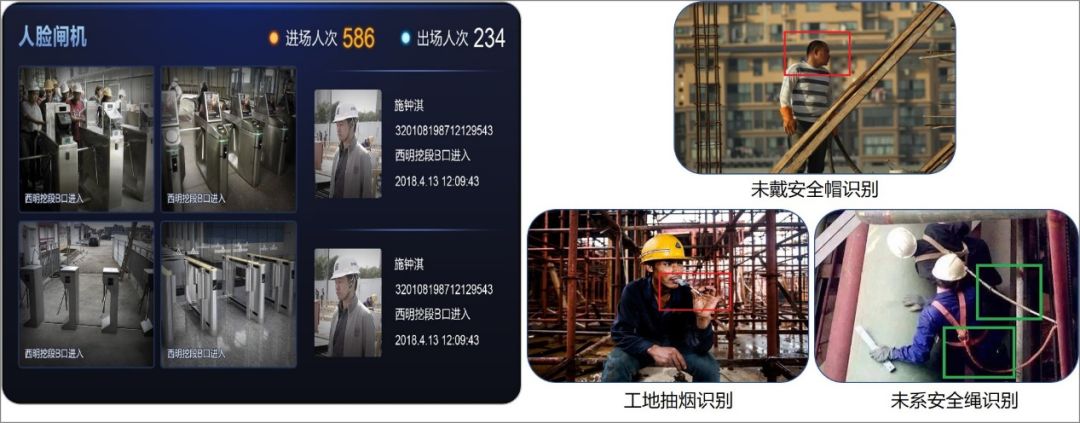 人脸闸机
进场人次 586
出场人次 234
西明挖段B口进入
西明挖段B口进入
施钟淇
320108198712129543
西明挖段B口进入
2018.4.13 12:09:43
西明挖段B口进入
西明挖段B口进入
施钟淇
320108198712129543
西明挖段B口进入
2018.4.13 12:09:43
未戴安全帽识别
工地抽烟识别
未系安全绳识别